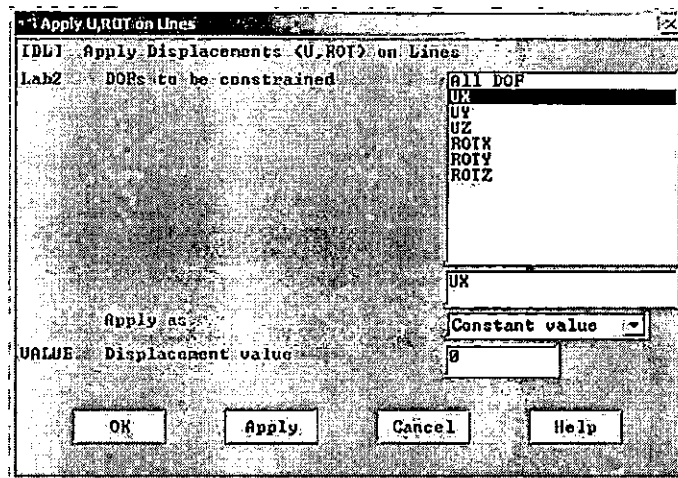 Apply U,ROT on Lines
[DL] Apply Displacements (U,ROT) on Lines
Lab2 DOFs to be constrained
All DOF
UX
UY
UZ
ROTX
ROTY
ROTZ
UX
Apply as
Constant value
VALUE Displacement value
0
OK Apply Cancel Help